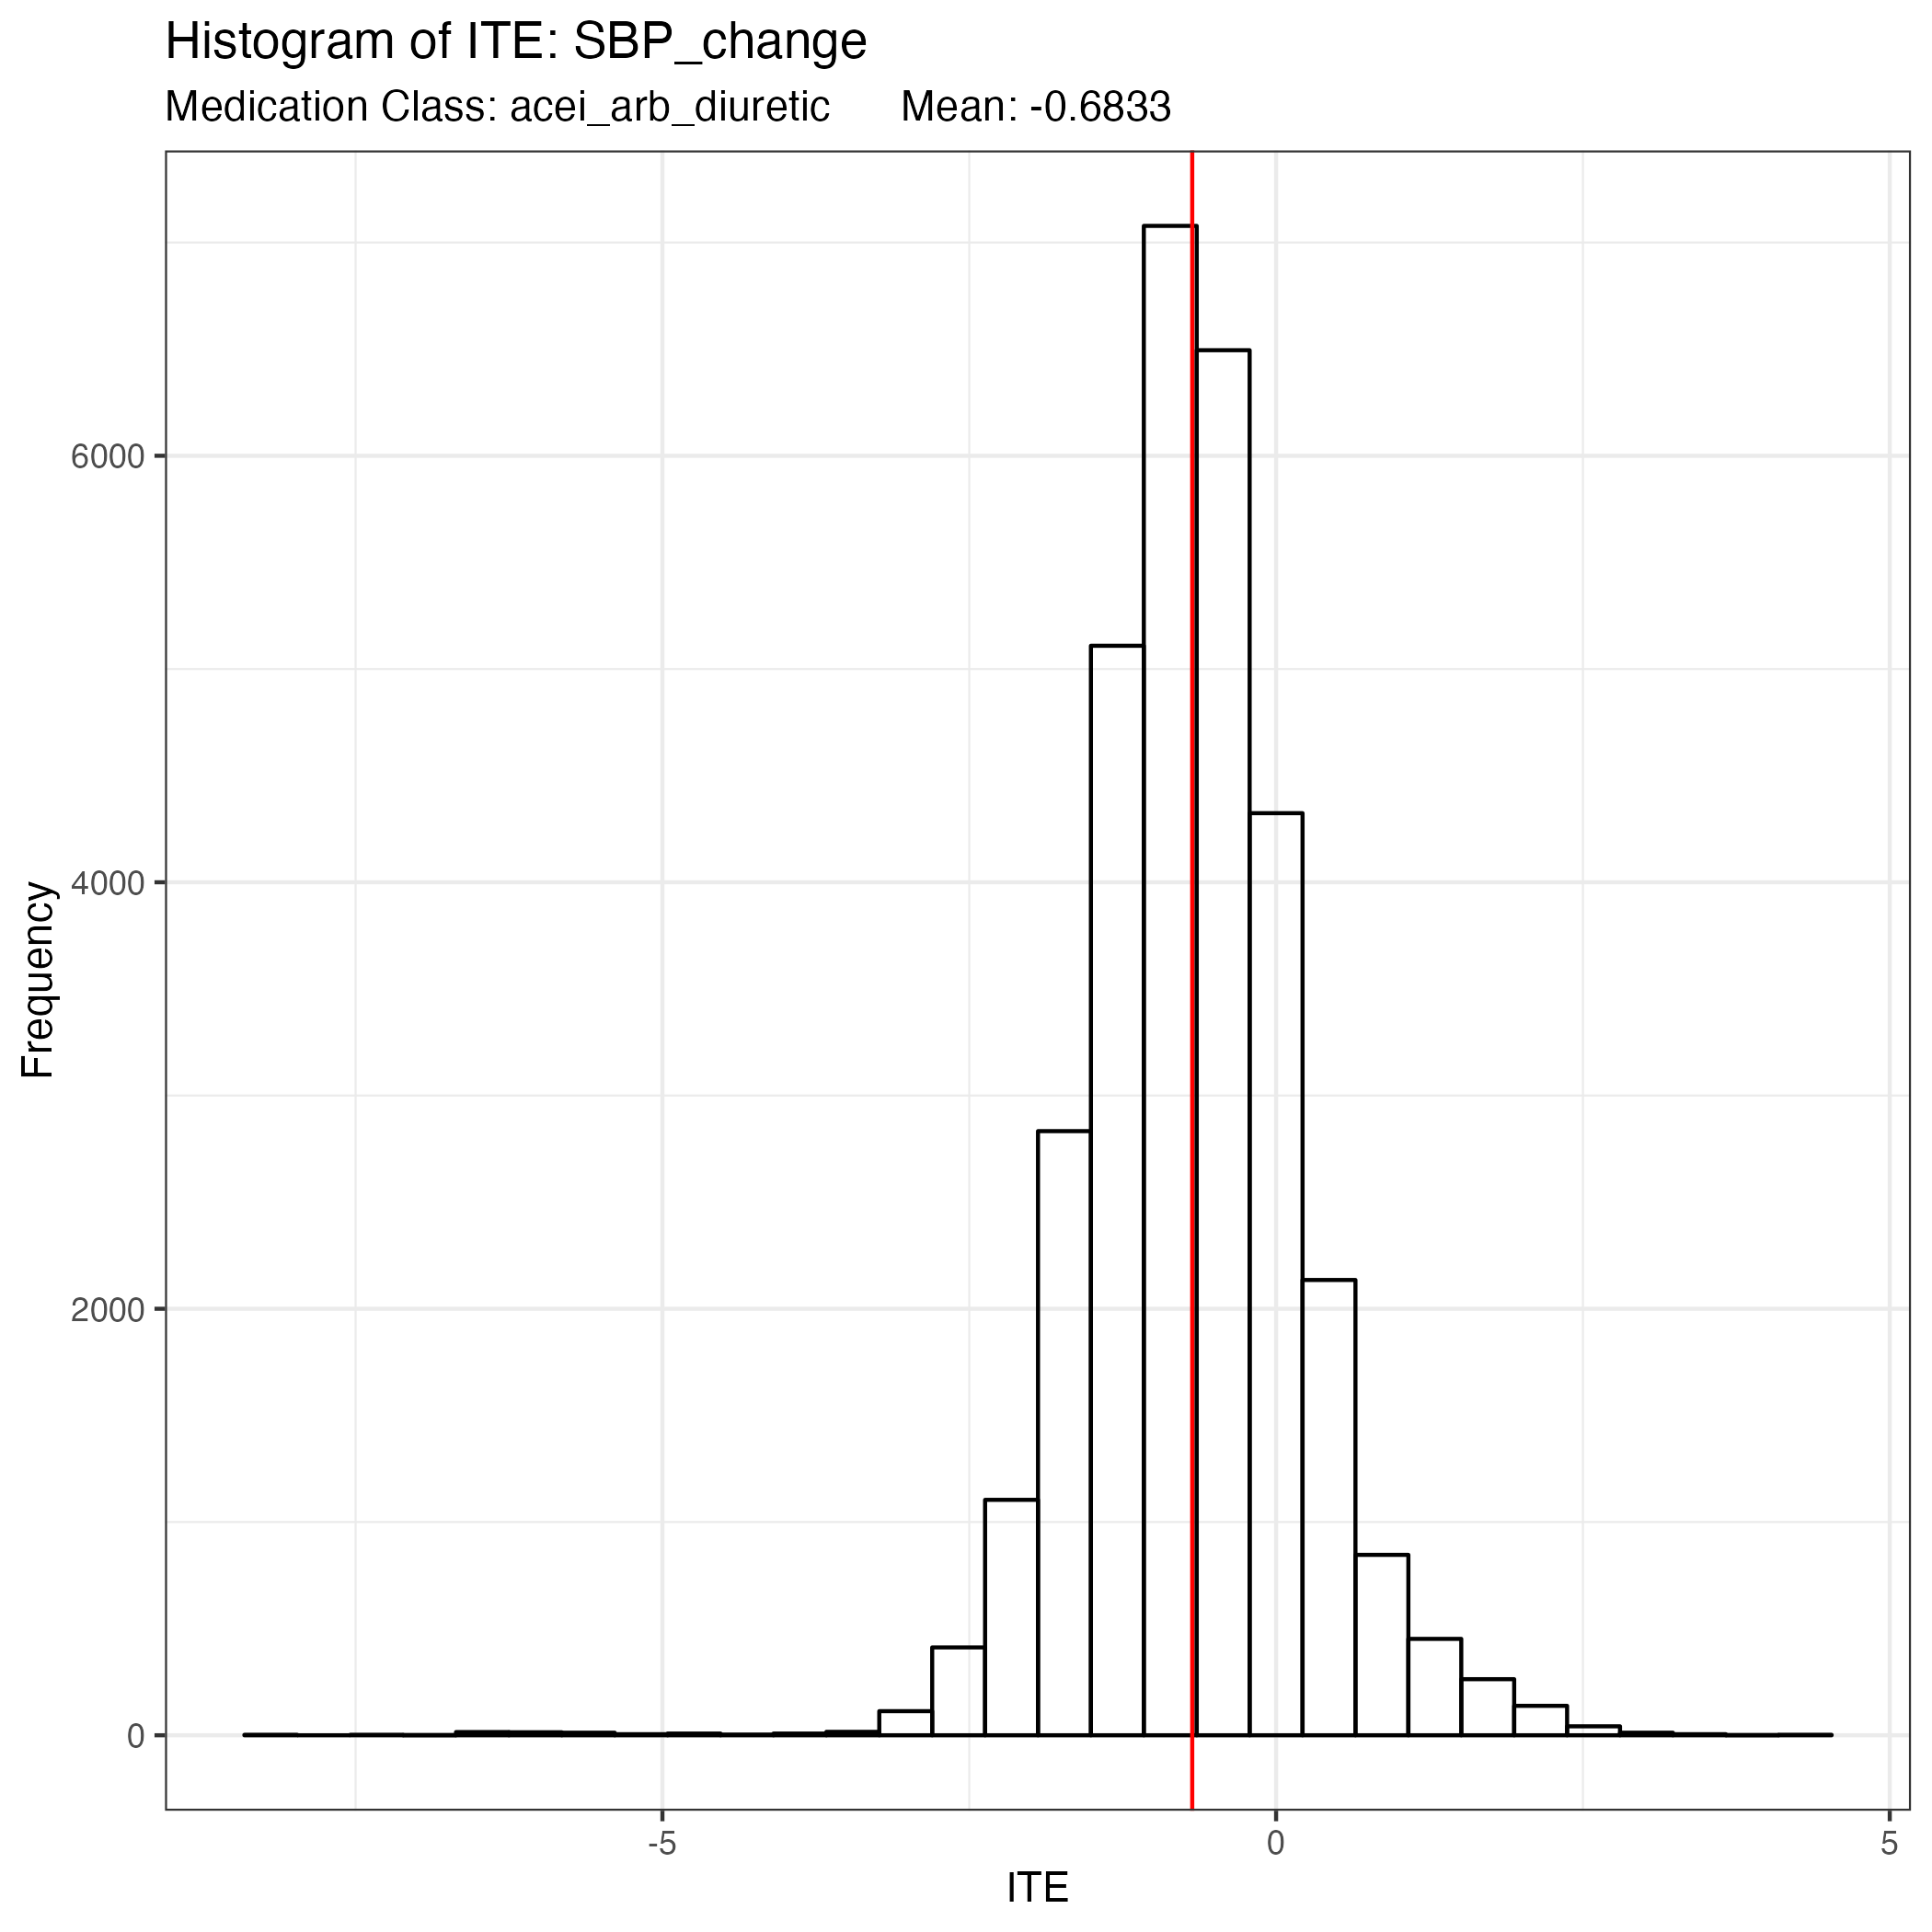 Histogram of ITE: SBP_change
Medication Class: acei_arb_diuretic Mean: -0.6833
Frequency
6000
4000
2000
0
-5 0 5
ITE